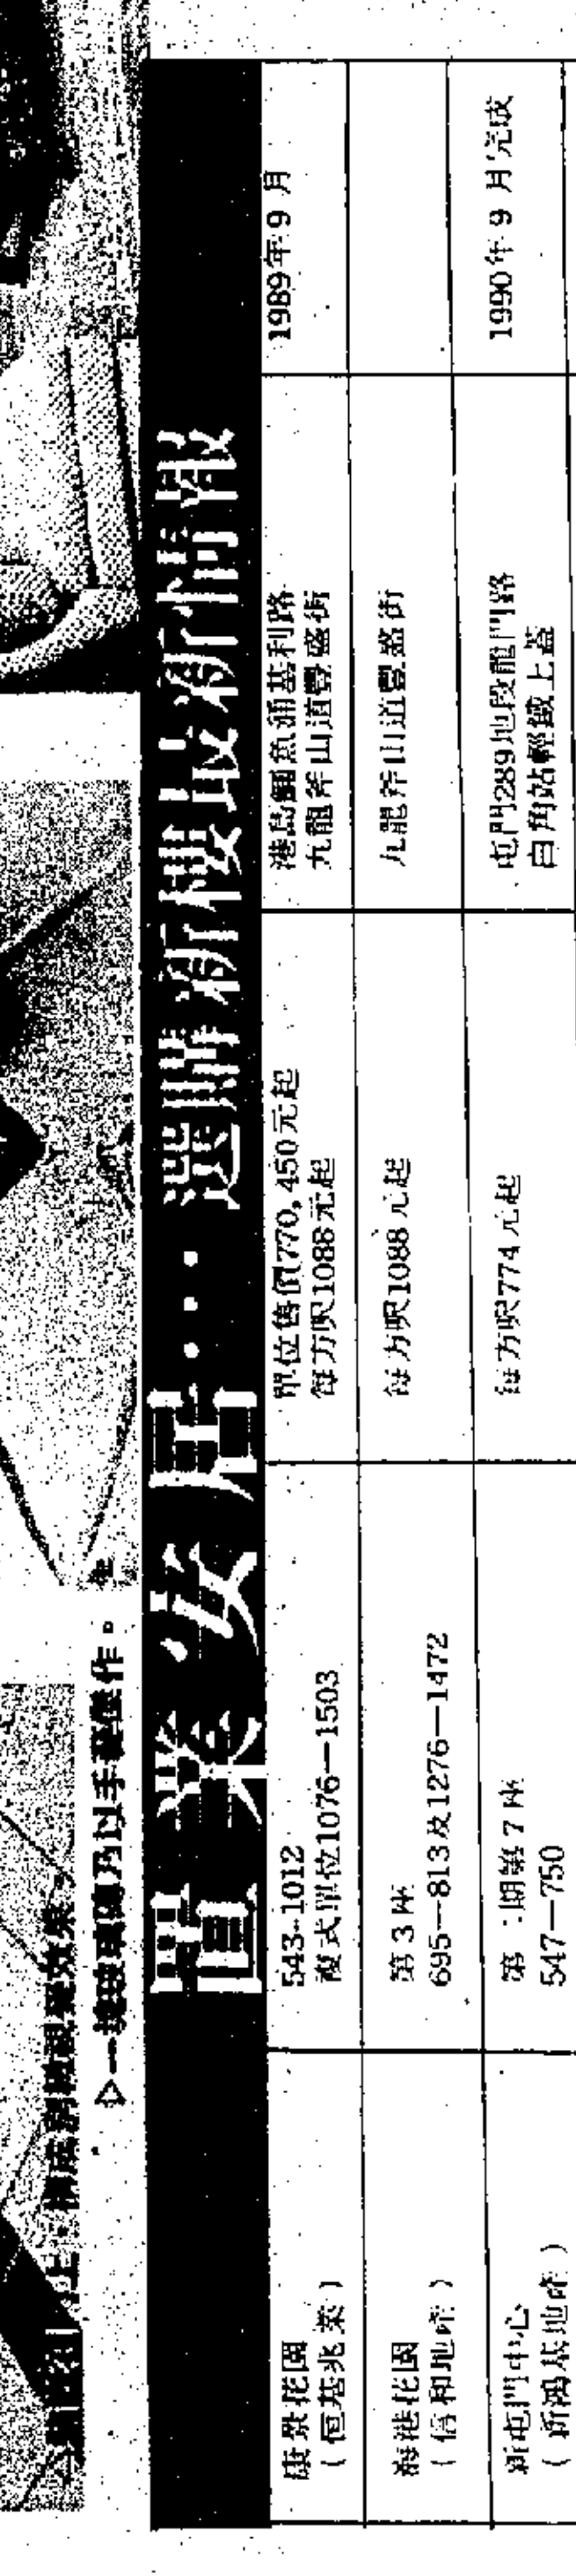 置業安居…選購新樓最新情報
康景花園
（恒基兆業）
543-1012
複式單位1076—1503
單位售價770,450元起
每方呎1088元起
港島鰂魚涌基利路
九龍斧山道豐盛街
1989年9月
海港花園
（信和地產）
第3座
695—813及1276—1472
每方呎1088元起
九龍斧山道豐盛街
新屯門中心
（新鴻基地產）
期第7座
547—750
每方呎774元起
屯門289地段龍門路
白角站輕鐵上蓋
1990年9月完成